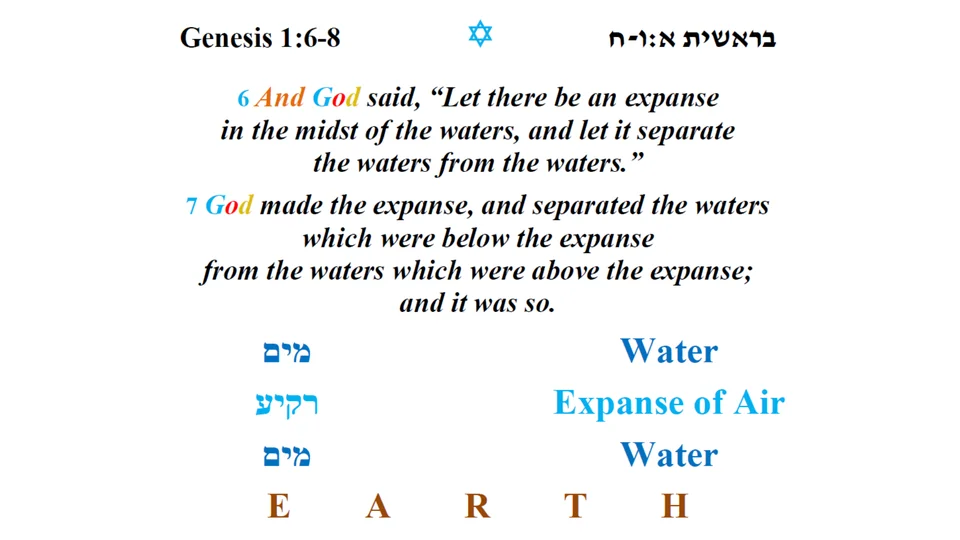 Genesis 1:6-8 ✡ בראשית א:ו-ח
6 And God said, “Let there be an expanse
in the midst of the waters, and let it separate
the waters from the waters.”
7 God made the expanse, and separated the waters
which were below the expanse
from the waters which were above the expanse;
and it was so.
מים Water
רקיע Expanse of Air
מים Water
E A R T H